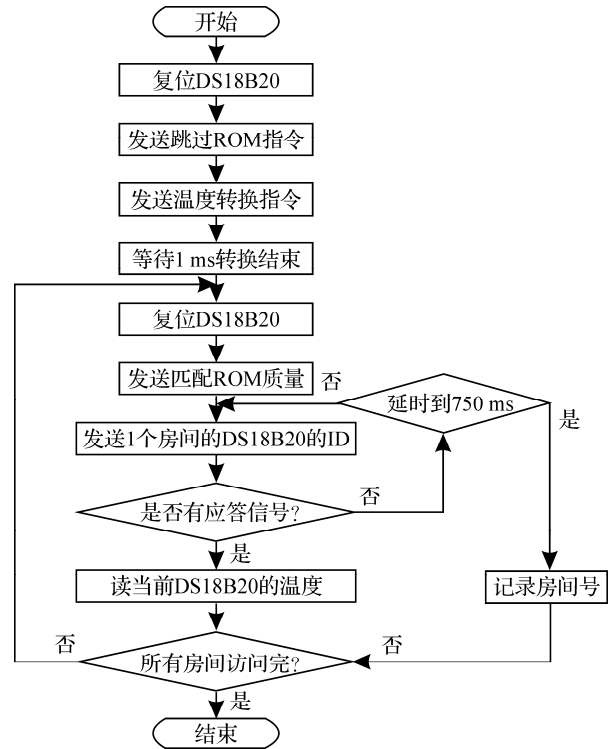 开始
复位DS18B20
发送跳过ROM指令
发送温度转换指令
等待1 ms转换结束
复位DS18B20
发送匹配ROM质量
否
延时到750 ms
是
发送1个房间的DS18B20的ID
是否有应答信号?
否
是
读当前DS18B20的温度
记录房间号
否
所有房间访问完?
否
是
结束